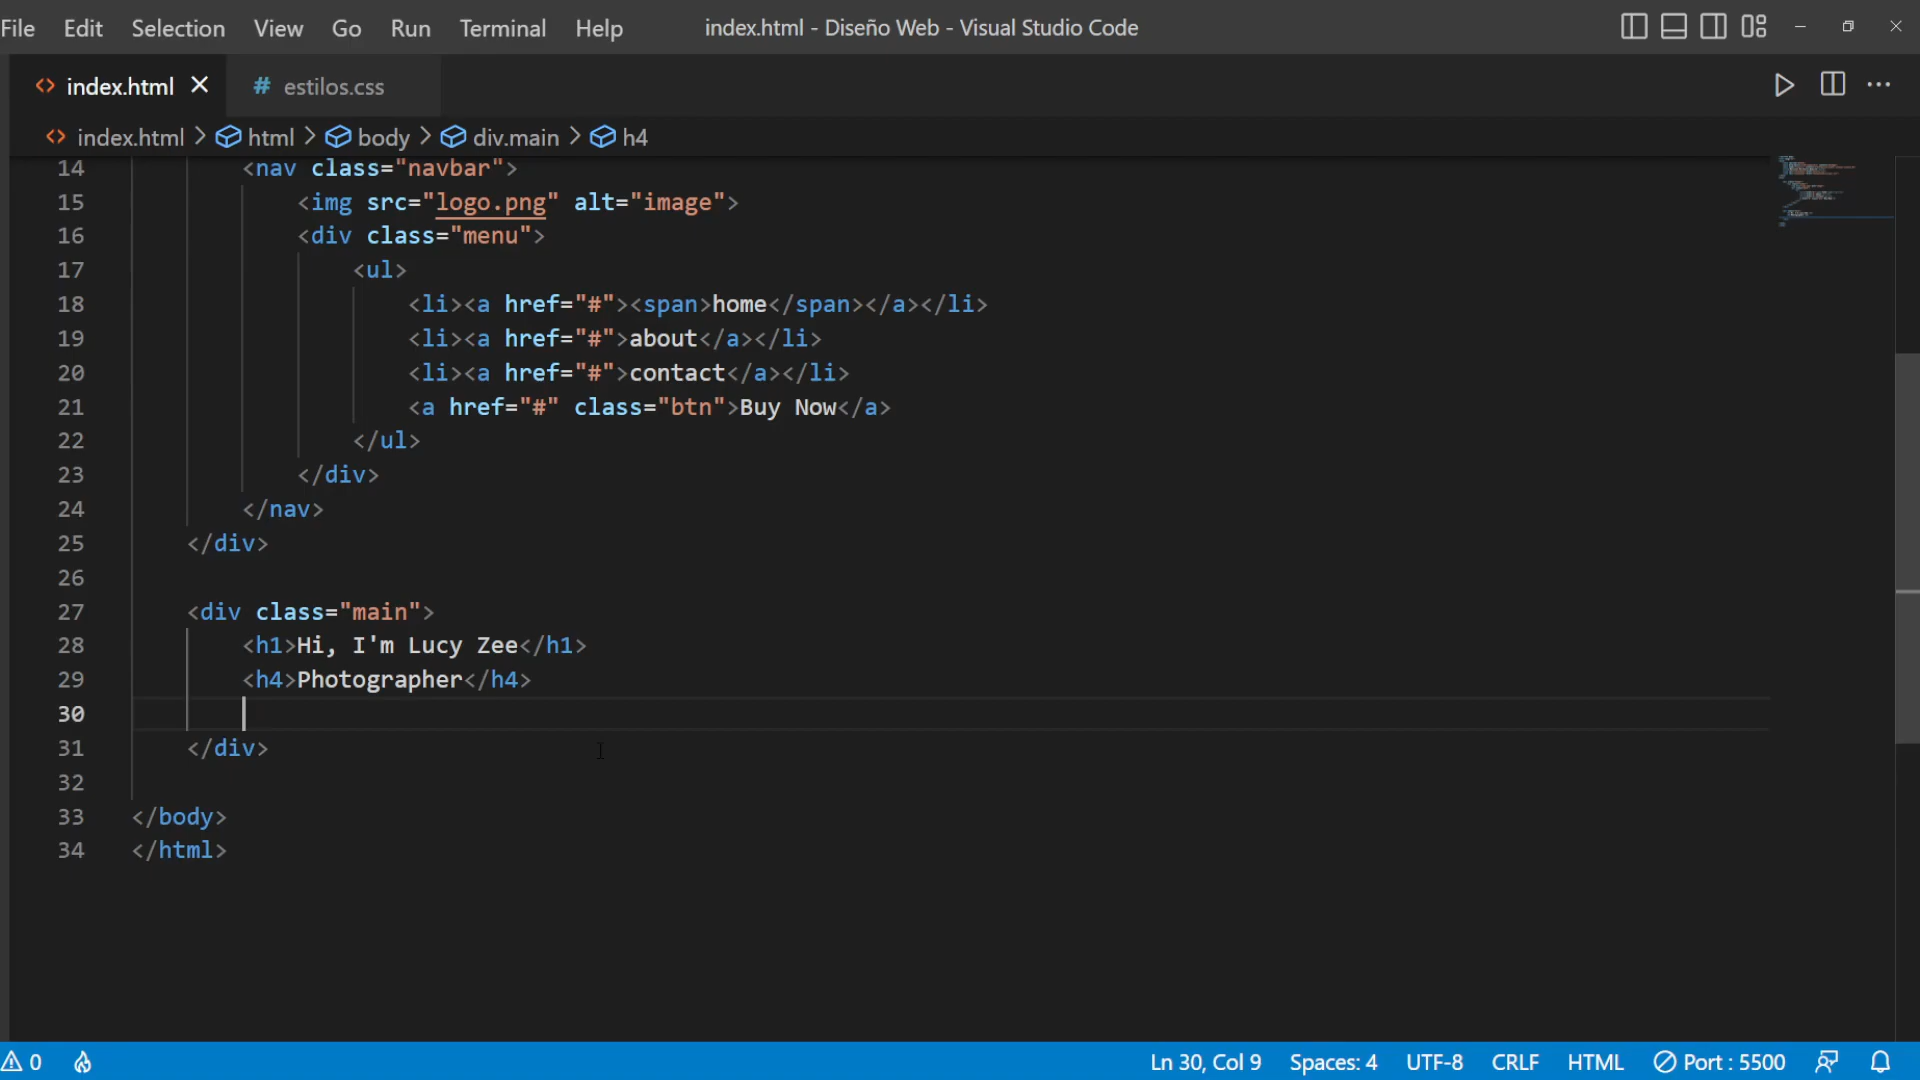 File Edit Selection View Go Run Terminal Help index.html - Diseño Web - Visual Studio Code
index.html # estilos.css
index.html > html > body > div.main > h4
14 <nav class="navbar">
15 <img src="logo.png" alt="image">
16 <div class="menu">
17 <ul>
18 <li><a href="#"><span>home</span></a></li>
19 <li><a href="#">about</a></li>
20 <li><a href="#">contact</a></li>
21 <a href="#" class="btn">Buy Now</a>
22 </ul>
23 </div>
24 </nav>
25 </div>
26
27 <div class="main">
28 <h1>Hi, I'm Lucy Zee</h1>
29 <h4>Photographer</h4>
30
31 </div>
32
33 </body>
34 </html>
0 Ln 30, Col 9 Spaces: 4 UTF-8 CRLF HTML Port : 5500